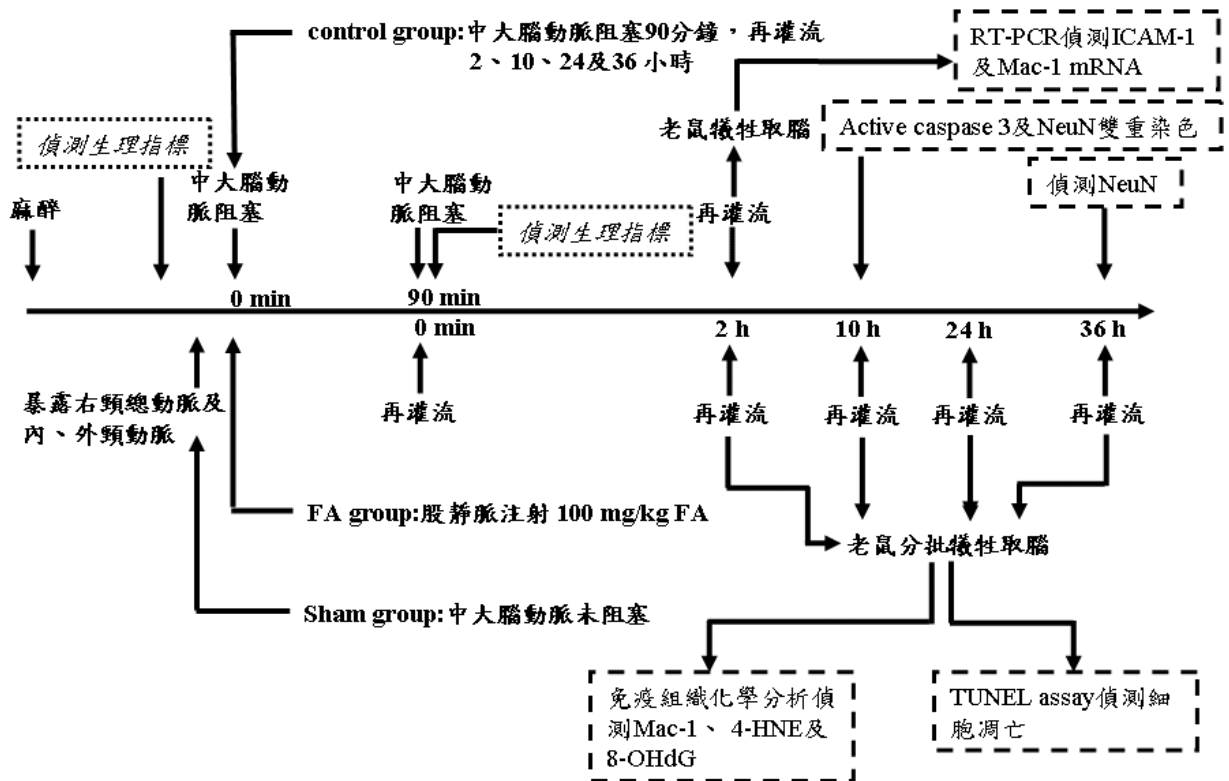 control group:中大腦動脈阻塞90分鐘,再灌流
2、10、24及36 小時
RT-PCR偵測ICAM-1
及Mac-1 mRNA
老鼠犧牲取腦
Active caspase 3及NeuN雙重染色
偵測生理指標
中大腦動
脈阻塞
中大腦動
脈阻塞
偵測NeuN
麻醉
偵測生理指標
再灌流
0 min
90 min
0 min
2 h
10 h
24 h
36 h
暴露右頸總動脈及
內、外頸動脈
再灌流
再灌流
再灌流
再灌流
再灌流
FA group:股靜脈注射 100 mg/kg FA
老鼠分批犧牲取腦
Sham group:中大腦動脈未阻塞
免疫組織化學分析偵
測Mac-1、 4-HNE及
8-OHdG
TUNEL assay偵測細
胞凋亡